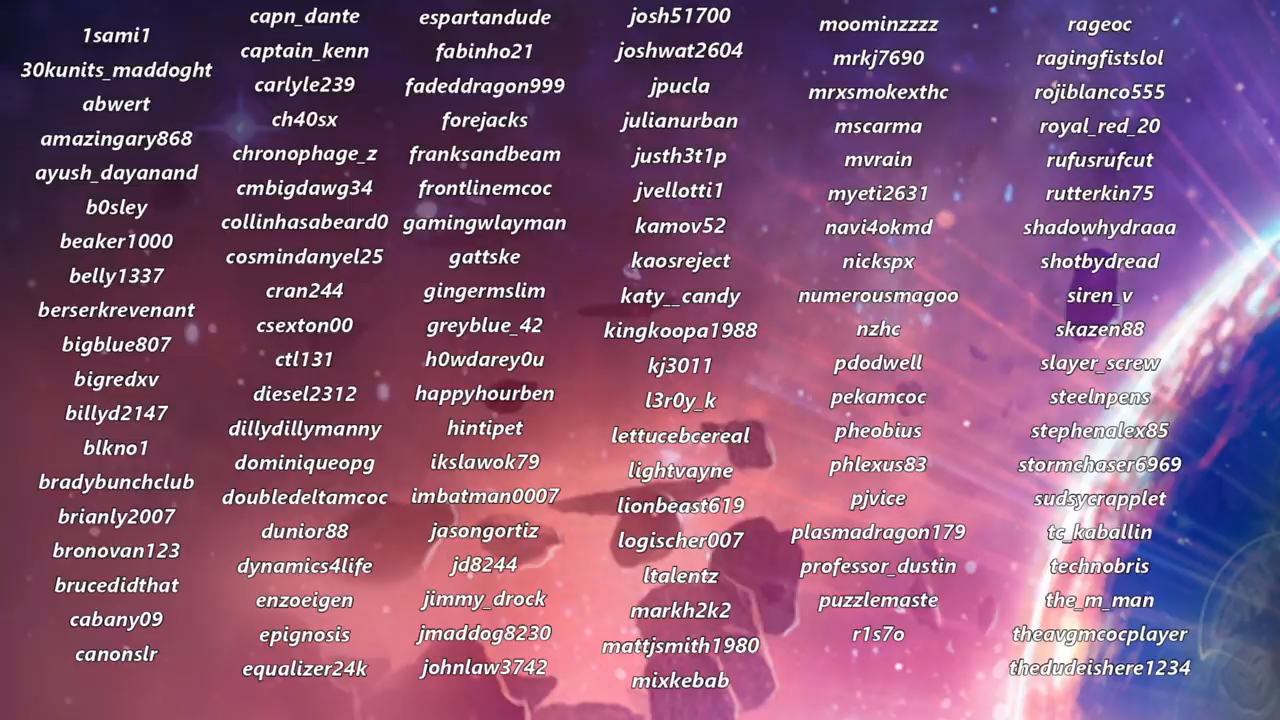 1sami1
30kunits_maddoght
abwert
amazingary868
ayush_dayanand
b0sley
beaker1000
belly1337
berserkrevenant
bigblue807
bigredxv
billyd2147
blkno1
bradybunchclub
brianly2007
bronovan123
brucedidthat
cabany09
canonslr
capn_dante
captain_kenn
carlyle239
ch40sx
chronophage_z
cmbigdawg34
collinhasabeard0
cosmindanyel25
cran244
csexton00
ctl131
diesel2312
dillydillymanny
dominiqueopg
doubledeltamcoc
dunior88
dynamics4life
enzoeigen
epignosis
equalizer24k
espartandude
fabinho21
fadeddragon999
forejacks
franksandbeam
frontlinemcoc
gamingwlayman
gattske
gingermslim
greyblue_42
h0wdarey0u
happyhourben
hintipet
ikslawok79
imbatman0007
jasongortiz
jd8244
jimmy_drock
jmaddog8230
johnlaw3742
josh51700
joshwat2604
jpucla
julianurban
justh3t1p
jvellotti1
kamov52
kaosreject
katy__candy
kingkoopa1988
kj3011
l3r0y_k
lettucebcereal
lightvayne
lionbeast619
logischer007
ltalentz
markh2k2
mattjsmith1980
mixkebab
moominzzzz
mrkj7690
mrxsmokexthc
mscarma
mvrain
myeti2631
navi4okmd
nickspx
numerousmagoo
nzhc
pdodwell
pekamcoc
pheobius
phlexus83
pjvice
plasmadragon179
professor_dustin
puzzlemaste
r1s7o
rageoc
ragingfistslol
rojiblanco555
royal_red_20
rufusrufcut
rutterkin75
shadowhydraaa
shotbydread
siren_v
skazen88
slayer_screw
steelnpens
stephenalex85
stormchaser6969
sudsycrapplet
tc_kaballin
technobris
the_m_man
theavgmcocplayer
thedudeishere1234